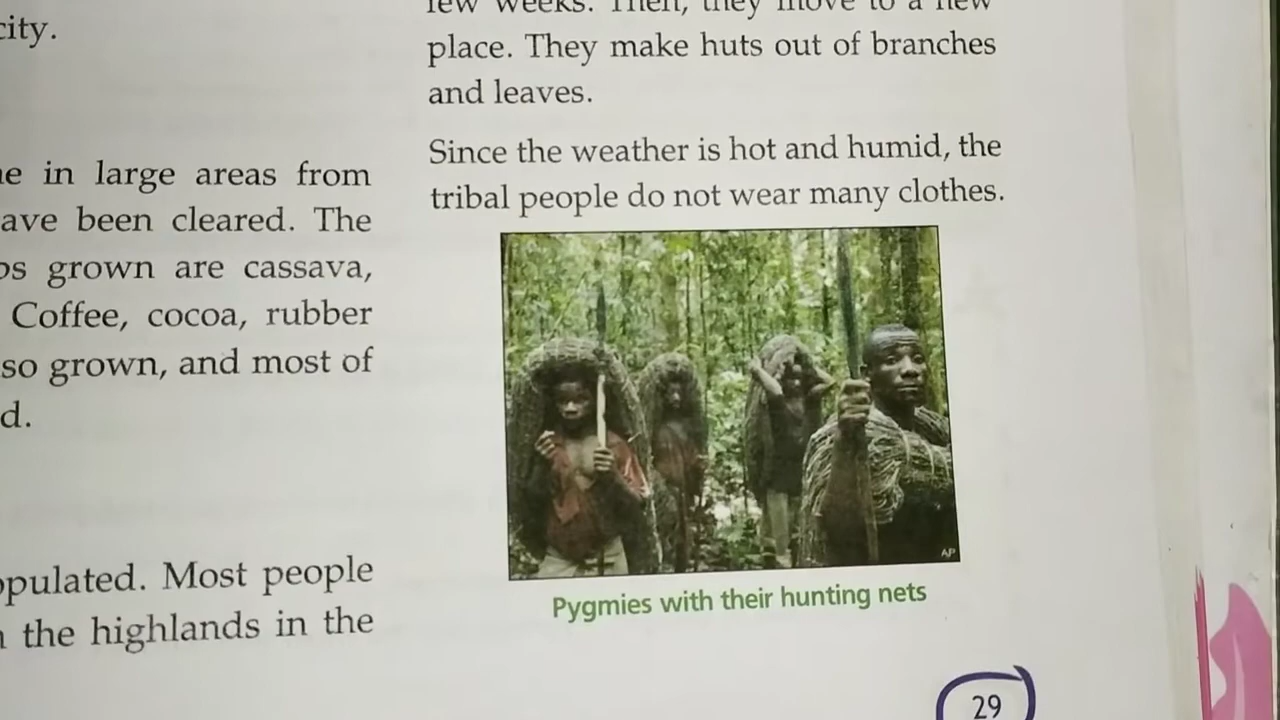 city.
in large areas from
been cleared. The
grown are cassava,
Coffee, cocoa, rubber
grown, and most of
Most people
the highlands in the
few weeks. Then, they move to a new
place. They make huts out of branches
and leaves.
Since the weather is hot and humid, the
tribal people do not wear many clothes.
AP
Pygmies with their hunting nets
29